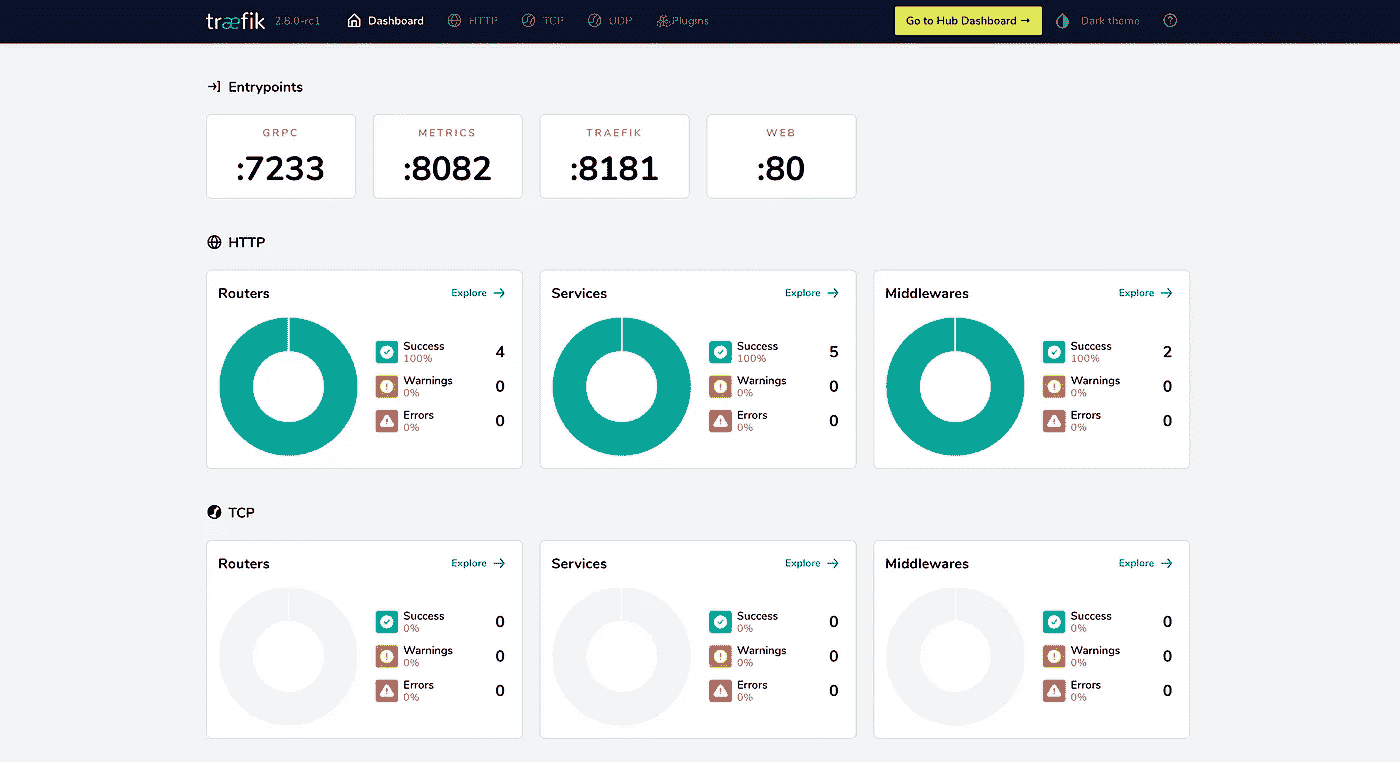 træfik 2.8.0-rc1 Dashboard HTTP TCP UDP Plugins Go to Hub Dashboard → Dark theme
Entrypoints
GRPC METRICS TRAEFIK WEB
:7233 :8082 :8181 :80
HTTP
Routers Explore → Services Explore → Middlewares Explore →
Success 4 Success 5 Success 2
100% 100% 100%
Warnings 0 Warnings 0 Warnings 0
0% 0% 0%
Errors 0 Errors 0 Errors 0
0% 0% 0%
TCP
Routers Explore → Services Explore → Middlewares Explore →
Success 0 Success 0 Success 0
0% 0% 0%
Warnings 0 Warnings 0 Warnings 0
0% 0% 0%
Errors 0 Errors 0 Errors 0
0% 0% 0%